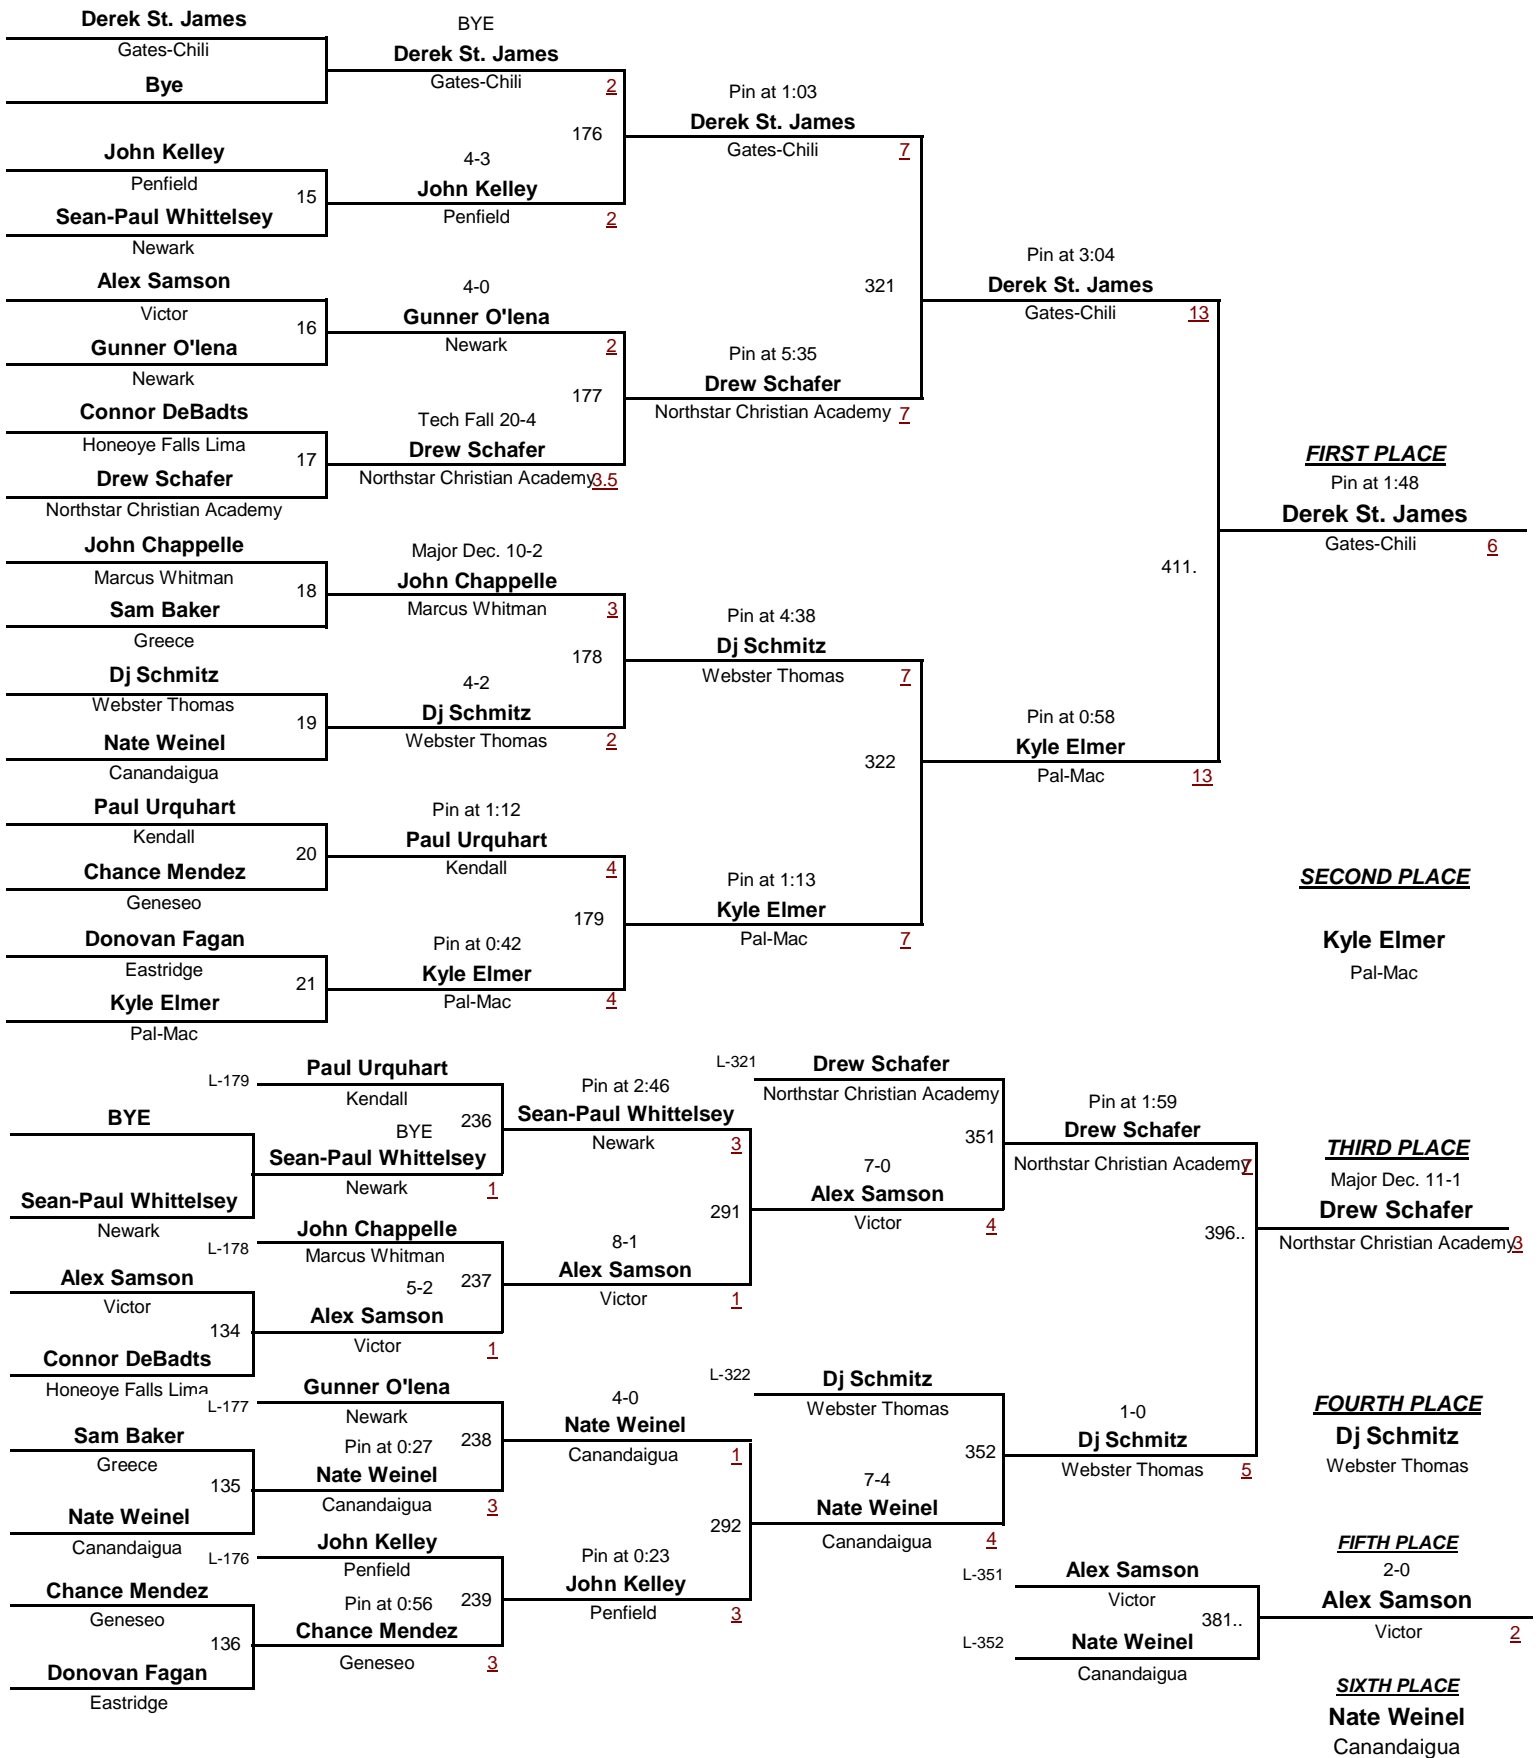 Derek St. James
Gates-Chili
Bye
John Kelley
Penfield
15
Sean-Paul Whittelsey
Newark
Alex Samson
Victor
16
Gunner O'lena
Newark
Connor DeBadts
Honeoye Falls Lima
17
Drew Schafer
Northstar Christian Academy
John Chappelle
Marcus Whitman
18
Sam Baker
Greece
Dj Schmitz
Webster Thomas
19
Nate Weinel
Canandaigua
Paul Urquhart
Kendall
20
Chance Mendez
Geneseo
Donovan Fagan
Eastridge
21
Kyle Elmer
Pal-Mac
BYE
Derek St. James
Gates-Chili 2
176
4-3
John Kelley
Penfield 2
4-0
Gunner O'lena
Newark 2
177
Tech Fall 20-4
Drew Schafer
Northstar Christian Academy 3.5
Major Dec. 10-2
John Chappelle
Marcus Whitman 3
178
4-2
Dj Schmitz
Webster Thomas 2
Pin at 1:12
Paul Urquhart
Kendall 4
179
Pin at 0:42
Kyle Elmer
Pal-Mac 4
Pin at 1:03
Derek St. James
Gates-Chili 7
321
Pin at 5:35
Drew Schafer
Northstar Christian Academy 7
Pin at 4:38
Dj Schmitz
Webster Thomas 7
322
Pin at 1:13
Kyle Elmer
Pal-Mac 7
Pin at 3:04
Derek St. James
Gates-Chili 13
411.
Pin at 0:58
Kyle Elmer
Pal-Mac 13
FIRST PLACE
Pin at 1:48
Derek St. James
Gates-Chili 6
SECOND PLACE
Kyle Elmer
Pal-Mac
BYE
Sean-Paul Whittelsey
Newark
Alex Samson
Victor
134
Connor DeBadts
Honeoye Falls Lima
Sam Baker
Greece
135
Nate Weinel
Canandaigua
Chance Mendez
Geneseo
136
Donovan Fagan
Eastridge
L-179 Paul Urquhart
Kendall
236
BYE
Sean-Paul Whittelsey
Newark 1
L-178 John Chappelle
Marcus Whitman
5-2 237
Alex Samson
Victor 1
L-177 Gunner O'lena
Newark
Pin at 0:27 238
Nate Weinel
Canandaigua 3
L-176 John Kelley
Penfield
Pin at 0:56 239
Chance Mendez
Geneseo 3
Pin at 2:46
Sean-Paul Whittelsey
Newark 3
291
8-1
Alex Samson
Victor 1
4-0
Nate Weinel
Canandaigua 1
292
Pin at 0:23
John Kelley
Penfield 3
L-321 Drew Schafer
Northstar Christian Academy
351
7-0
Alex Samson
Victor 4
L-322 Dj Schmitz
Webster Thomas
352
7-4
Nate Weinel
Canandaigua 4
Pin at 1:59
Drew Schafer
Northstar Christian Academy 7
396..
1-0
Dj Schmitz
Webster Thomas 5
L-351 Alex Samson
Victor
381..
L-352 Nate Weinel
Canandaigua
THIRD PLACE
Major Dec. 11-1
Drew Schafer
Northstar Christian Academy 3
FOURTH PLACE
Dj Schmitz
Webster Thomas
FIFTH PLACE
2-0
Alex Samson
Victor 2
SIXTH PLACE
Nate Weinel
Canandaigua